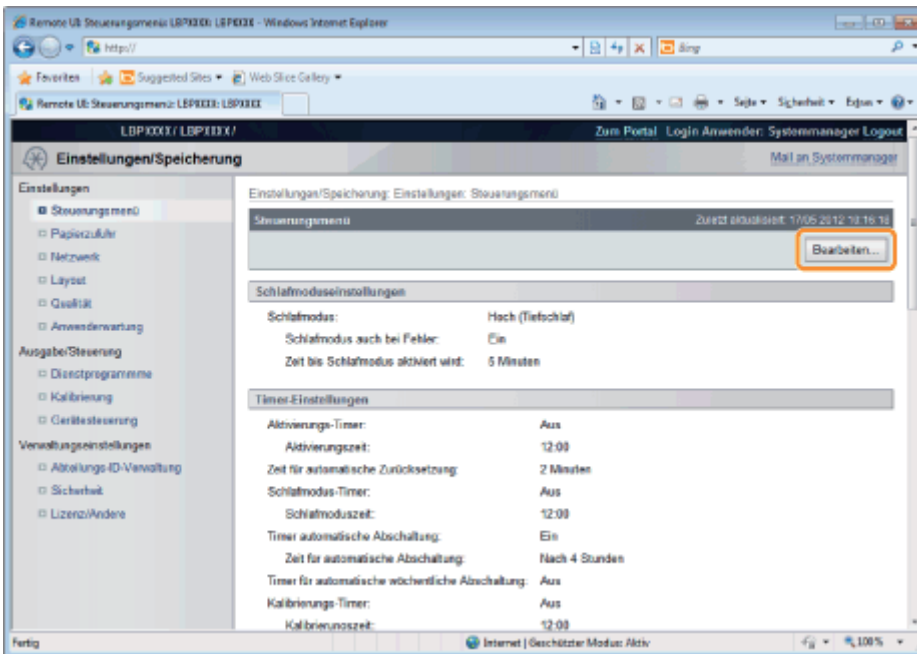 Remote UI: Steuerungsmenü: LBPXXXX: LBPXXXX - Windows Internet Explorer
http://
Bing
Favoriten Suggested Sites Web Slice Gallery
Remote UI: Steuerungsmenü: LBPXXXX: LBPXXXX
Seite Sicherheit Extras
LBPXXXX / LBPXXXX /
Zum Portal Login Anwender: Systemmanager Logout
Einstellungen/Speicherung
Mail an Systemmanager
Einstellungen
Steuerungsmenü
Papierzufuhr
Netzwerk
Layout
Qualität
Anwenderwartung
Ausgabe/Steuerung
Dienstprogramme
Kalibrierung
Gerätesteuerung
Verwaltungseinstellungen
Abteilungs-ID-Verwaltung
Sicherheit
Lizenz/Andere
Einstellungen/Speicherung: Einstellungen: Steuerungsmenü
Steuerungsmenü
Zuletzt aktualisiert: 17/05 2012 10:16:18
Bearbeiten...
Schlafmoduseinstellungen
Schlafmodus: Hoch (Tiefschlaf)
Schlafmodus auch bei Fehler: Ein
Zeit bis Schlafmodus aktiviert wird: 5 Minuten
Timer-Einstellungen
Aktivierungs-Timer: Aus
Aktivierungszeit: 12:00
Zeit für automatische Zurücksetzung: 2 Minuten
Schlafmodus-Timer: Aus
Schlafmoduszeit: 12:00
Timer automatische Abschaltung: Ein
Zeit für automatische Abschaltung: Nach 4 Stunden
Timer für automatische wöchentliche Abschaltung: Aus
Kalibrierungs-Timer: Aus
Kalibrierungszeit: 12:00
Fertig
Internet | Geschützter Modus: Aktiv
100%